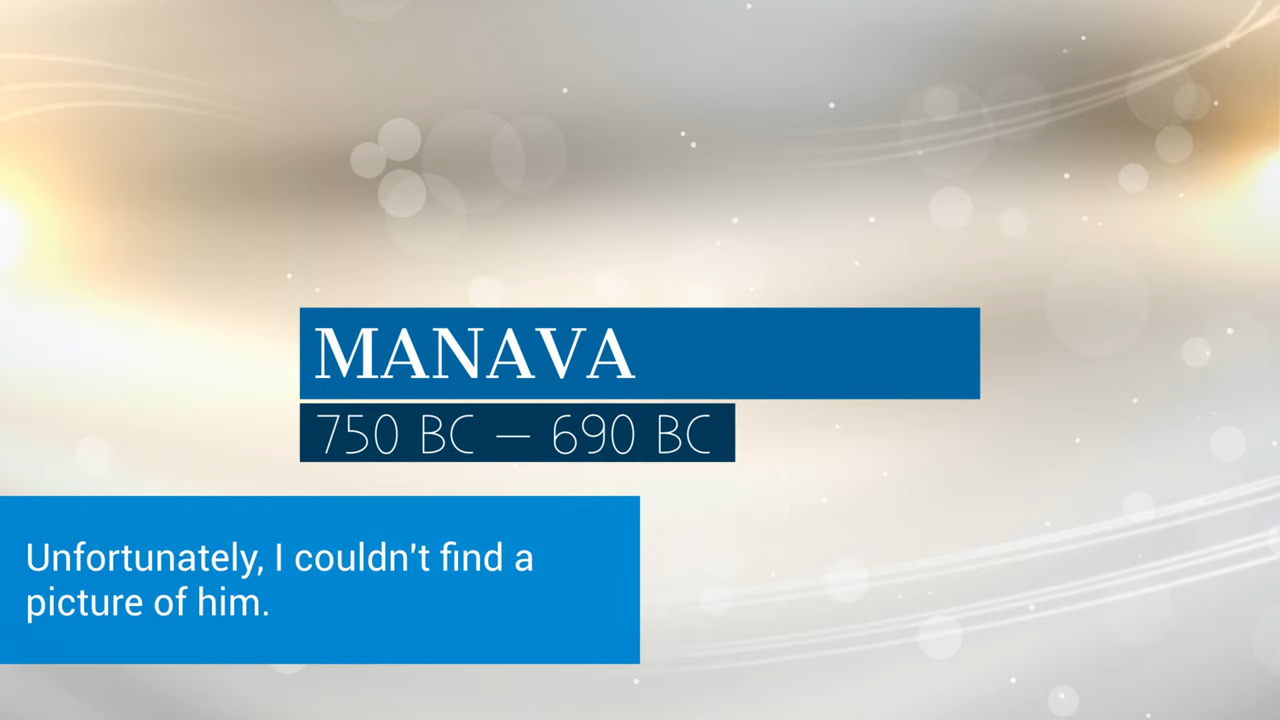 MANAVA
750 BC – 690 BC
Unfortunately, I couldn't find a
picture of him.